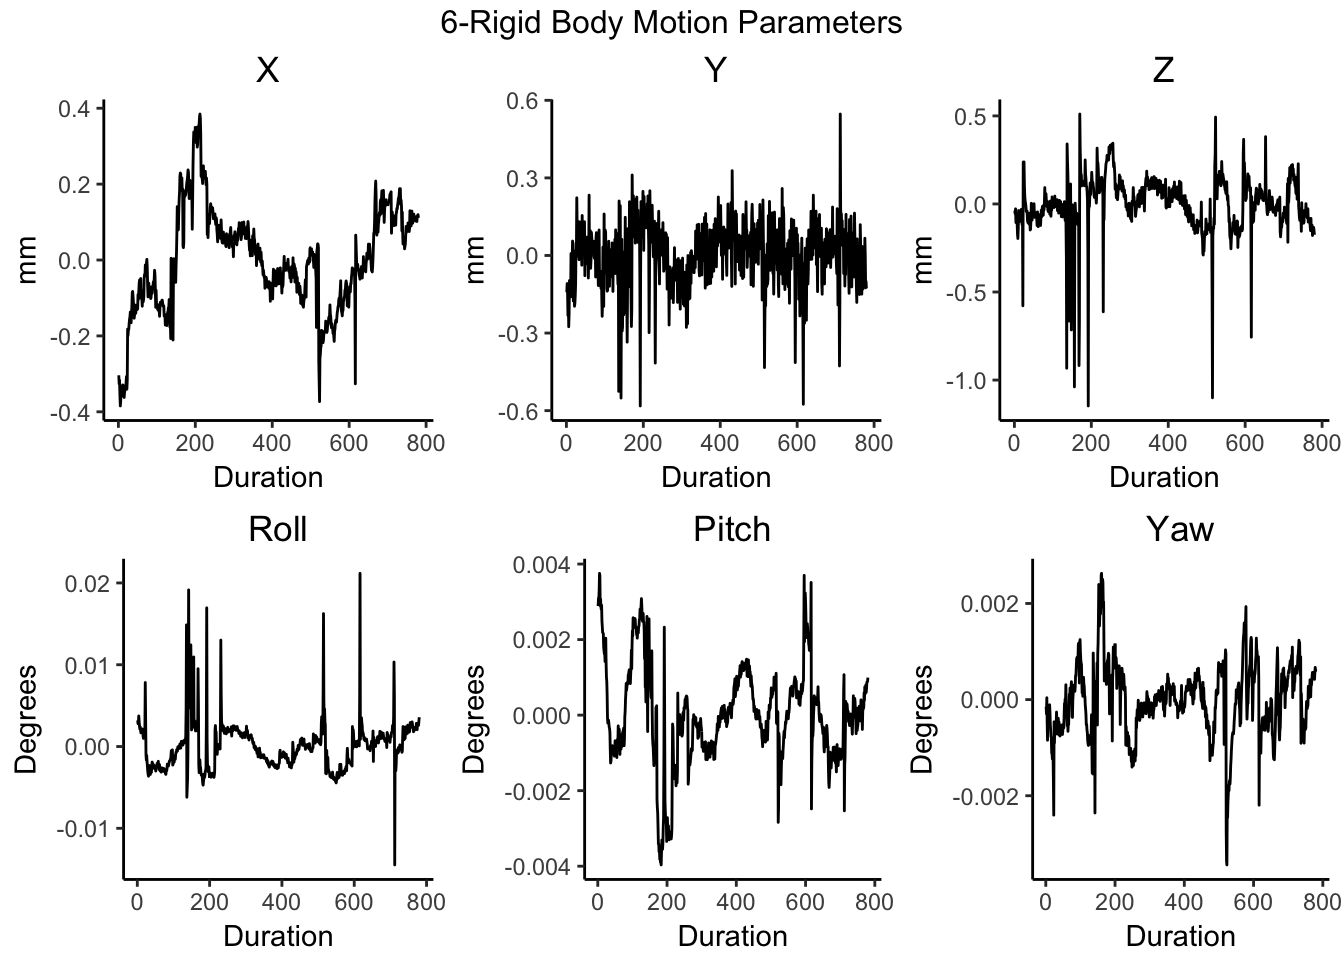 6-Rigid Body Motion Parameters
X
Y
Z
0.4
0.2
0.0
-0.2
-0.4
mm
0 200 400 600 800
Duration
0.6
0.3
0.0
-0.3
-0.6
mm
0 200 400 600 800
Duration
0.5
0.0
-0.5
-1.0
mm
0 200 400 600 800
Duration
Roll
Pitch
Yaw
0.02
0.01
0.00
-0.01
Degrees
0 200 400 600 800
Duration
0.004
0.002
0.000
-0.002
-0.004
Degrees
0 200 400 600 800
Duration
0.002
0.000
-0.002
Degrees
0 200 400 600 800
Duration